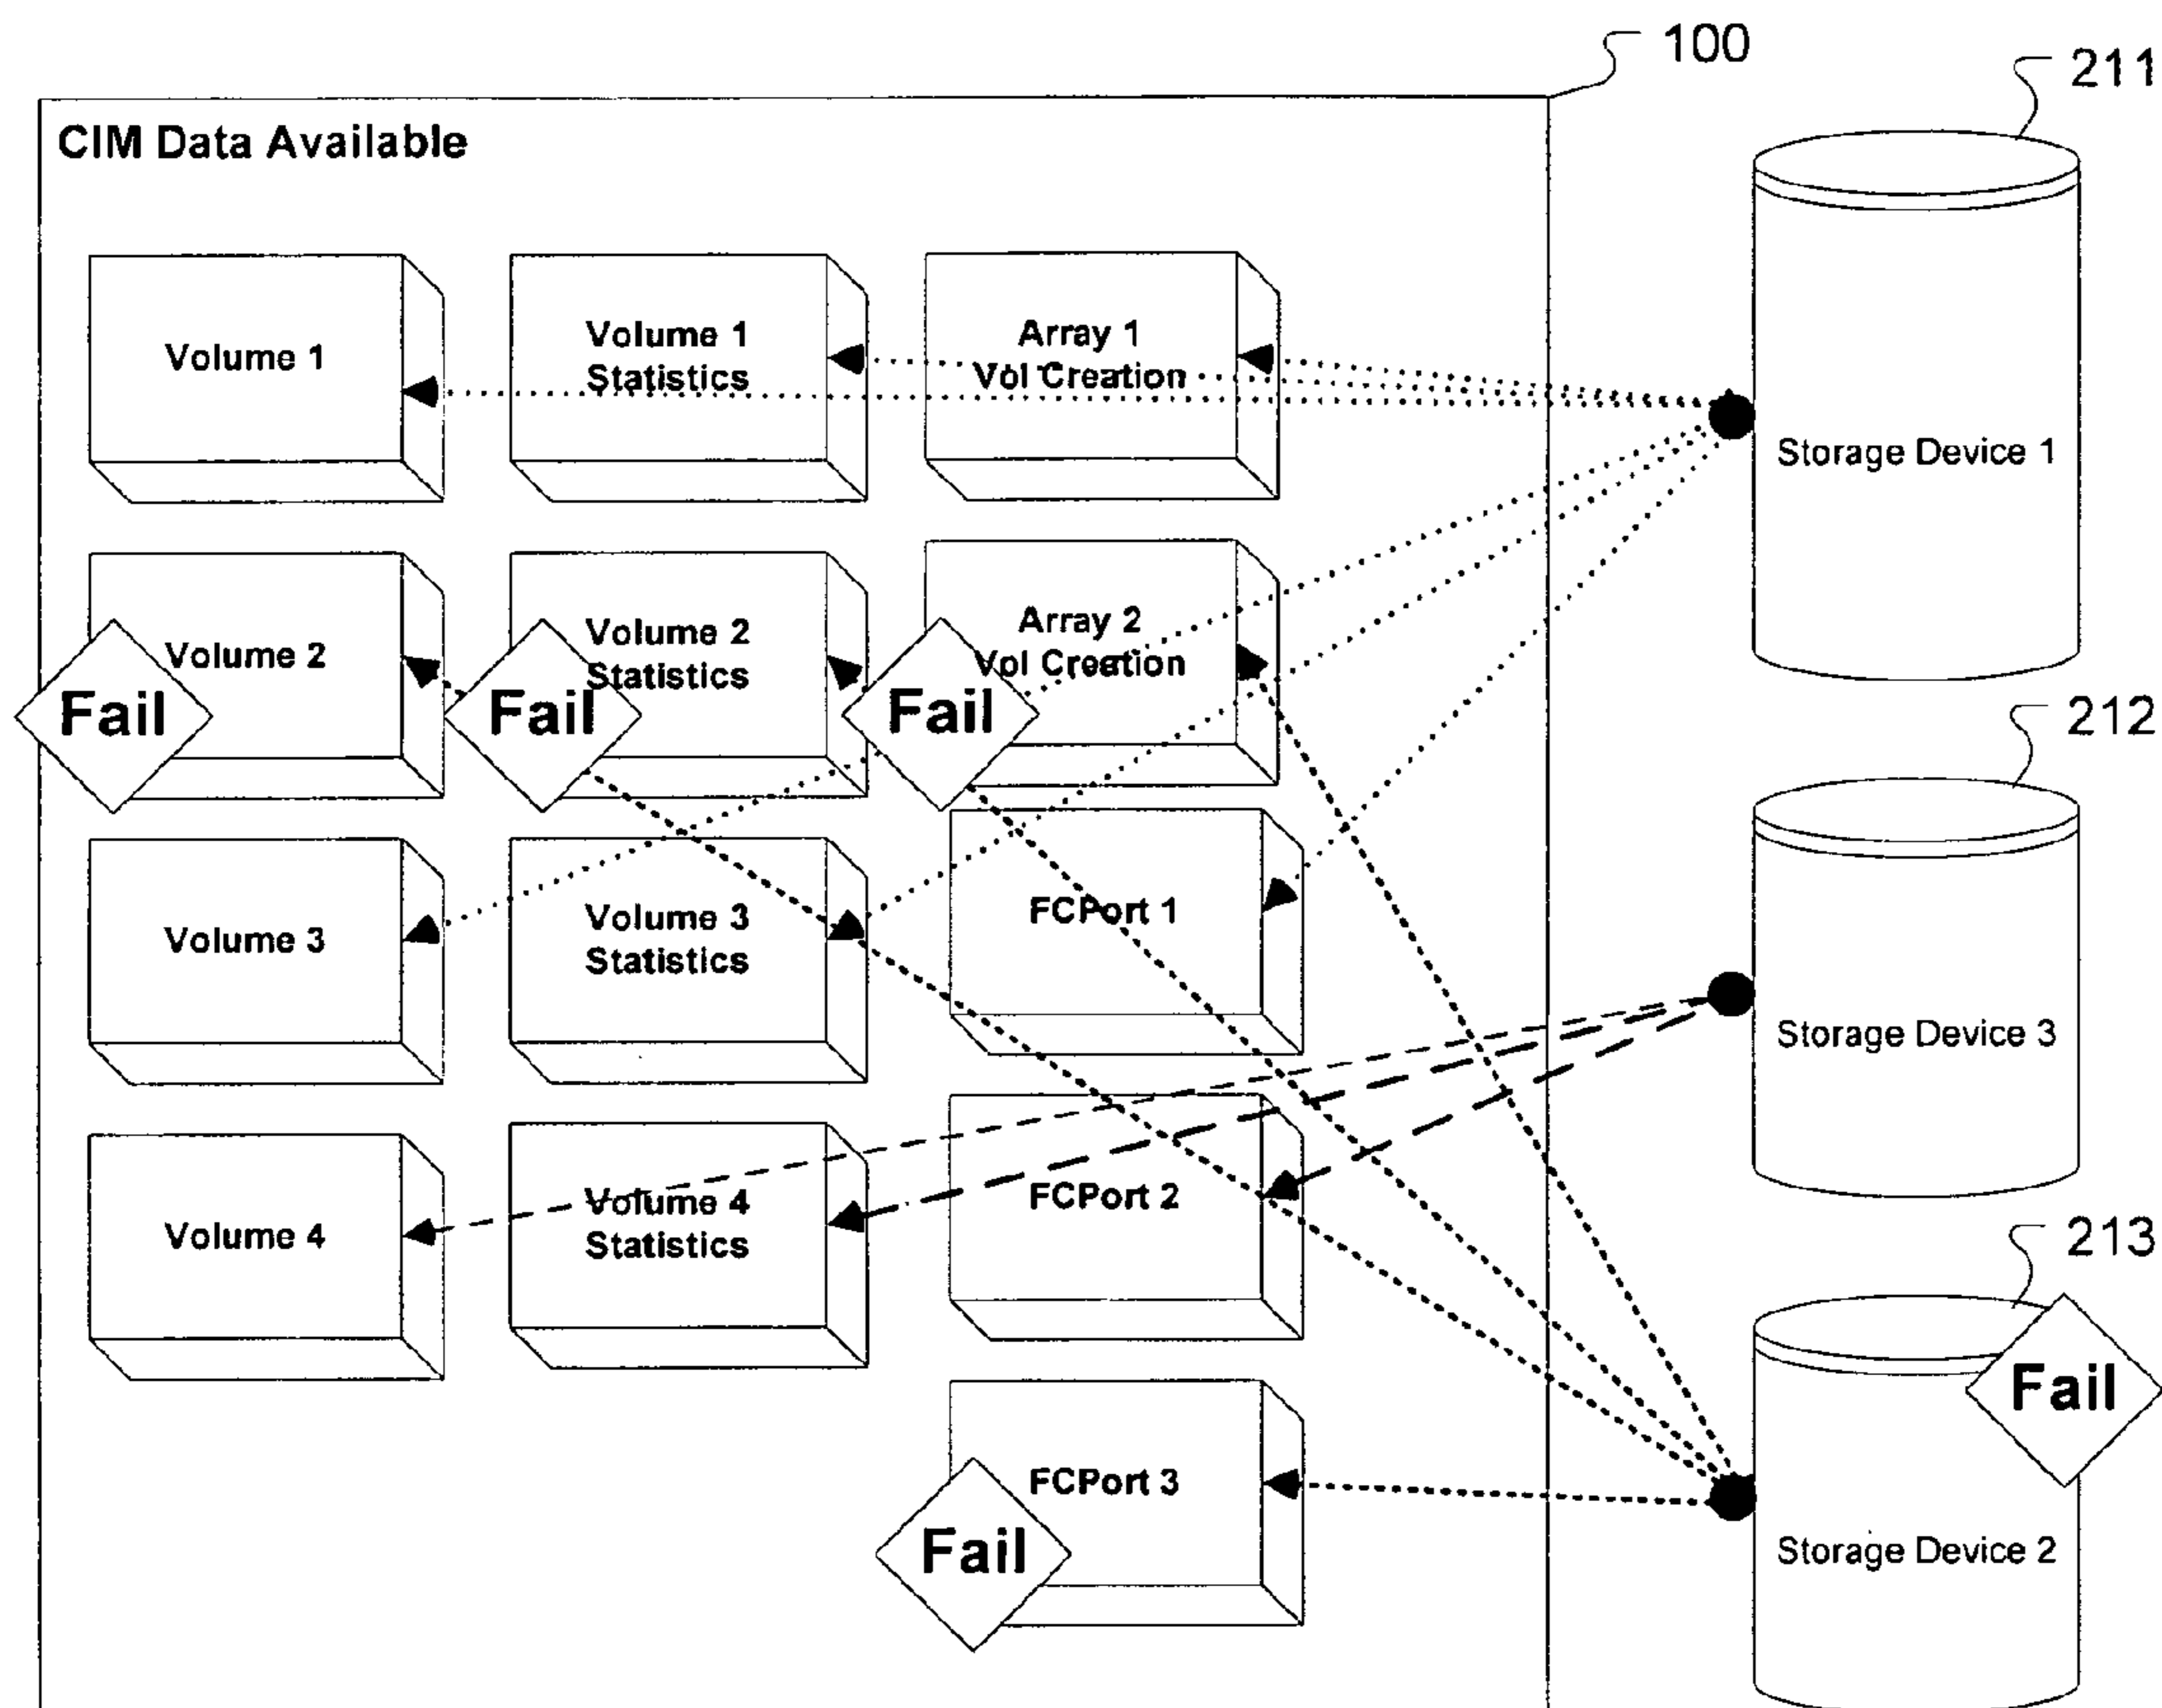 100
211
CIM Data Available
Volume 1
Volume 1
Statistics
Array 1
Vol Creation
Storage Device 1
Volume 2
Volume 2
Statistics
Array 2
Vol Creation
Fail
Fail
Fail
212
Volume 3
Volume 3
Statistics
FCPort 1
Storage Device 3
Volume 4
Volume 4
Statistics
FCPort 2
213
Fail
FCPort 3
Fail
Storage Device 2